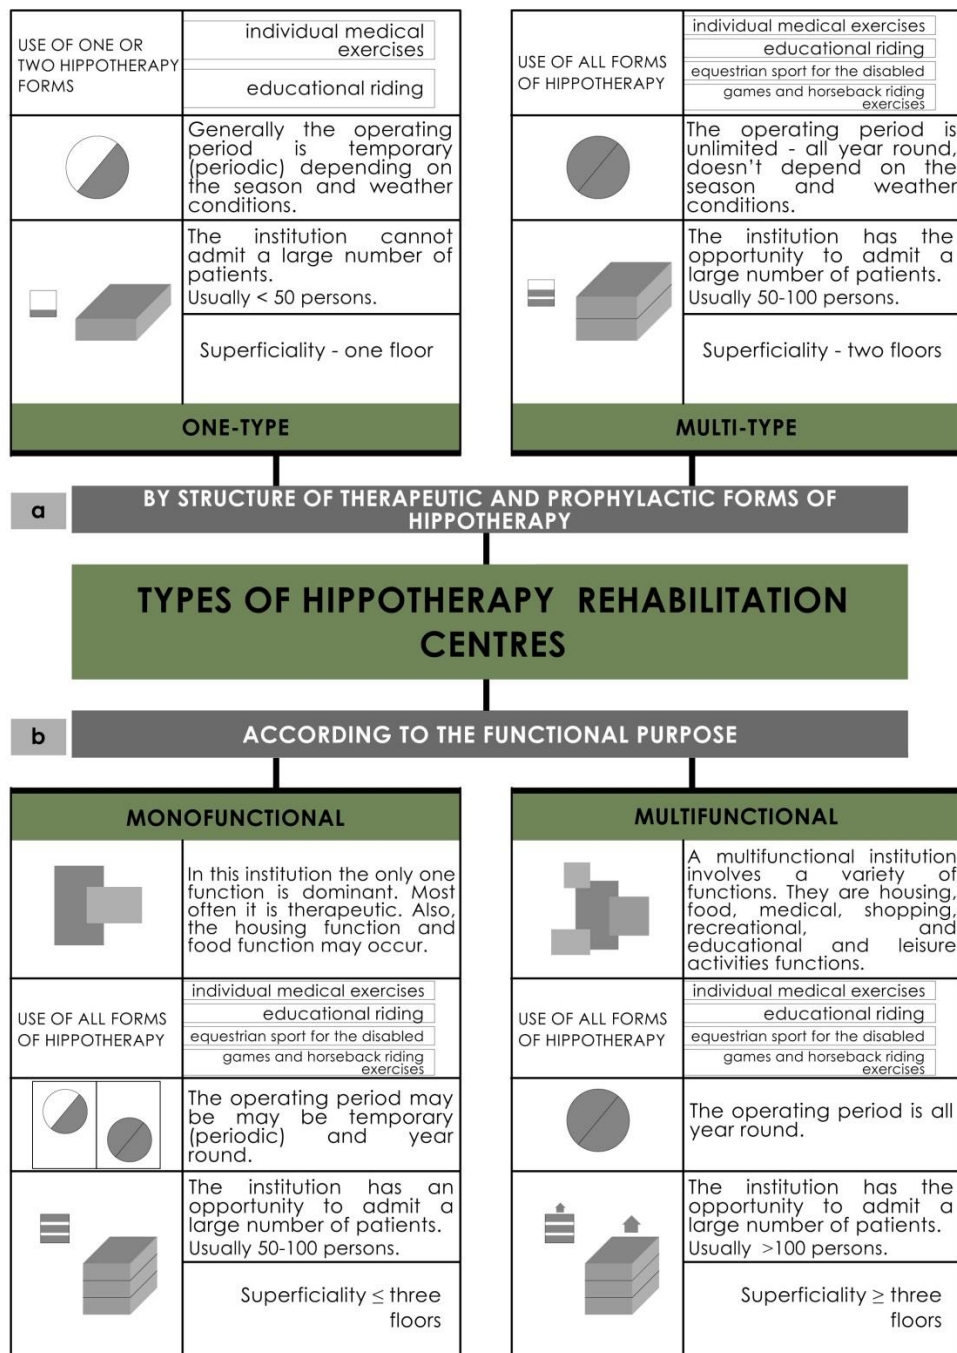 USE OF ONE OR
TWO HIPPOTHERAPY
FORMS
individual medical
exercises
educational riding
Generally the operating
period is temporary
(periodic) depending on
the season and weather
conditions.
The institution cannot
admit a large number of
patients.
Usually < 50 persons.
Superficiality - one floor
ONE-TYPE
USE OF ALL FORMS
OF HIPPOTHERAPY
individual medical exercises
educational riding
equestrian sport for the disabled
games and horseback riding
exercises
The operating period is
unlimited - all year round,
doesn't depend on the
season and weather
conditions.
The institution has the
opportunity to admit a
large number of patients.
Usually 50-100 persons.
Superficiality - two floors
MULTI-TYPE
a
BY STRUCTURE OF THERAPEUTIC AND PROPHYLACTIC FORMS OF
HIPPOTHERAPY
TYPES OF HIPPOTHERAPY REHABILITATION
CENTRES
b
ACCORDING TO THE FUNCTIONAL PURPOSE
MONOFUNCTIONAL
In this institution the only one
function is dominant. Most
often it is therapeutic. Also,
the housing function and
food function may occur.
USE OF ALL FORMS
OF HIPPOTHERAPY
individual medical exercises
educational riding
equestrian sport for the disabled
games and horseback riding
exercises
The operating period may
be may be temporary
(periodic) and year
round.
The institution has an
opportunity to admit a
large number of patients.
Usually 50-100 persons.
Superficiality ≤ three
floors
MULTIFUNCTIONAL
A multifunctional institution
involves a variety of
functions. They are housing,
food, medical, shopping,
recreational, and
educational and leisure
activities functions.
USE OF ALL FORMS
OF HIPPOTHERAPY
individual medical exercises
educational riding
equestrian sport for the disabled
games and horseback riding
exercises
The operating period is all
year round.
The institution has the
opportunity to admit a
large number of patients.
Usually >100 persons.
Superficiality ≥ three
floors